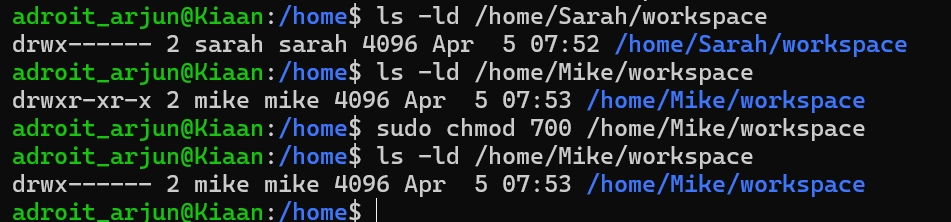 adroit_arjun@Kiaan:/home$ ls -ld /home/Sarah/workspace
drwx------ 2 sarah sarah 4096 Apr  5 07:52 /home/Sarah/workspace
adroit_arjun@Kiaan:/home$ ls -ld /home/Mike/workspace
drwxr-xr-x 2 mike mike 4096 Apr  5 07:53 /home/Mike/workspace
adroit_arjun@Kiaan:/home$ sudo chmod 700 /home/Mike/workspace
adroit_arjun@Kiaan:/home$ ls -ld /home/Mike/workspace
drwx------ 2 mike mike 4096 Apr  5 07:53 /home/Mike/workspace
adroit_arjun@Kiaan:/home$